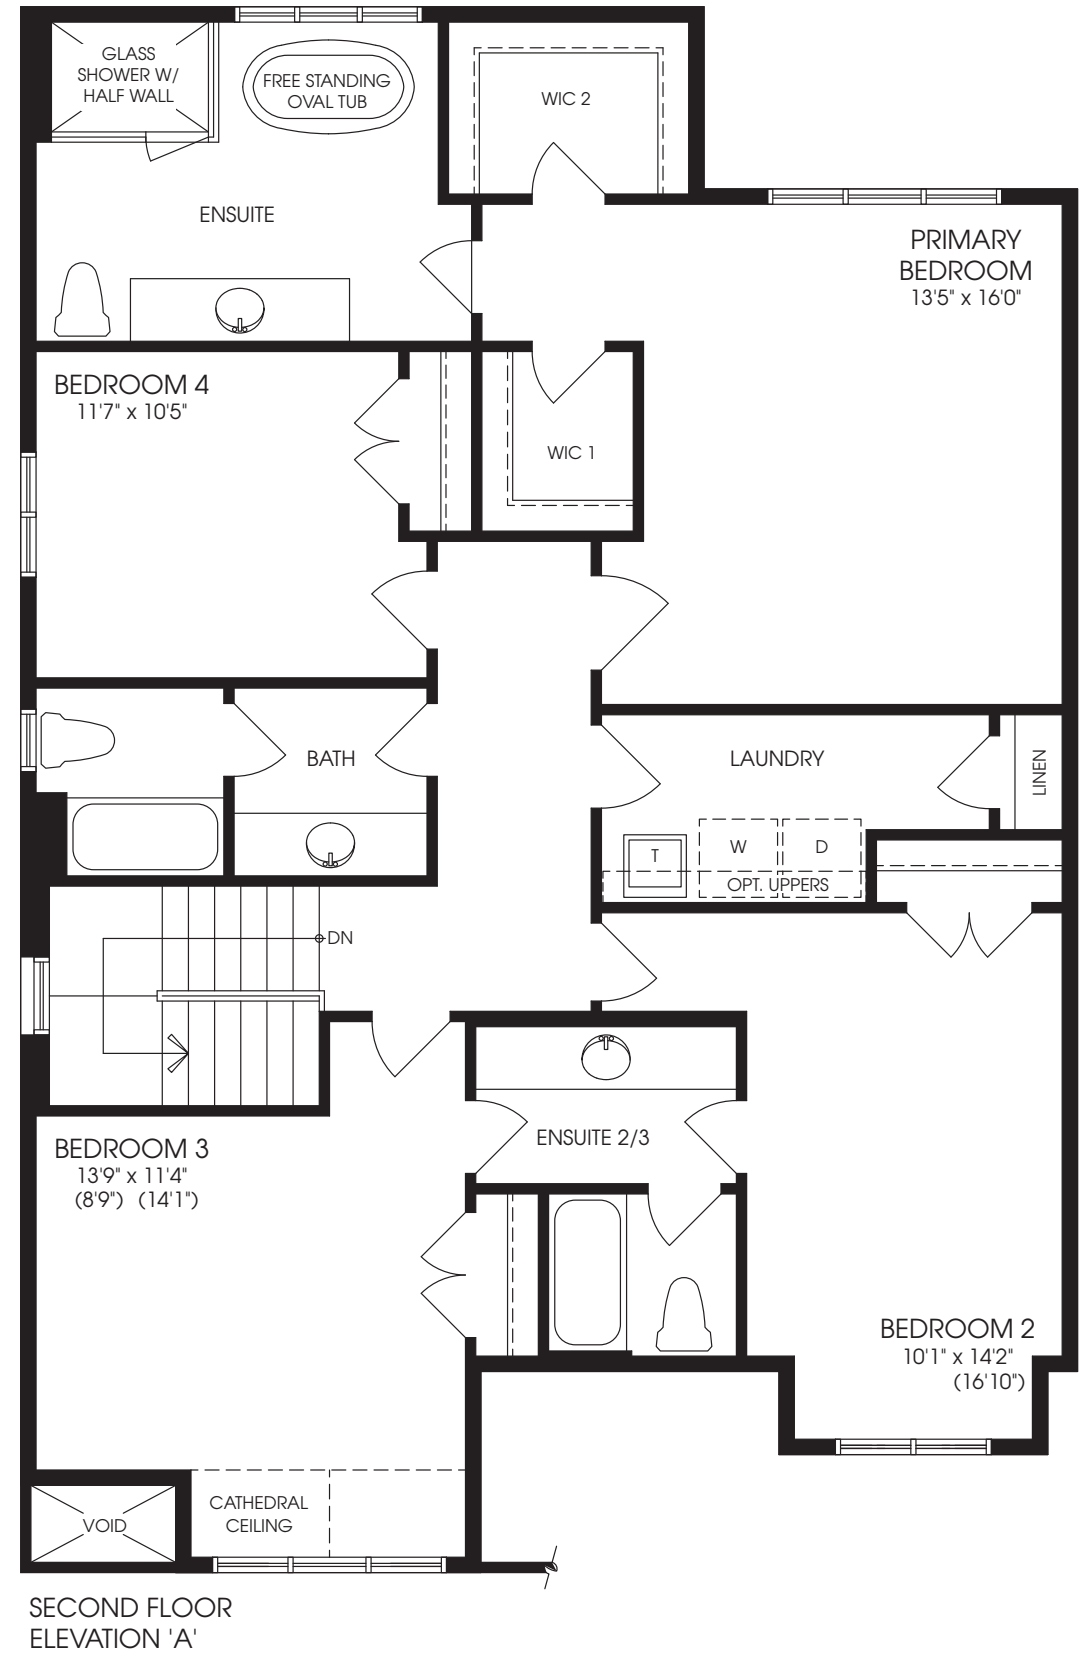 GLASS
SHOWER W/
HALF WALL
FREE STANDING
OVAL TUB
WIC 2
ENSUITE
PRIMARY
BEDROOM
13'5" x 16'0"
BEDROOM 4
11'7" x 10'5"
WIC 1
BATH
LAUNDRY
LINEN
T
W
D
OPT. UPPERS
DN
BEDROOM 3
13'9" x 11'4"
(8'9") (14'1")
ENSUITE 2/3
BEDROOM 2
10'1" x 14'2"
(16'10")
CATHEDRAL
CEILING
VOID
SECOND FLOOR
ELEVATION 'A'